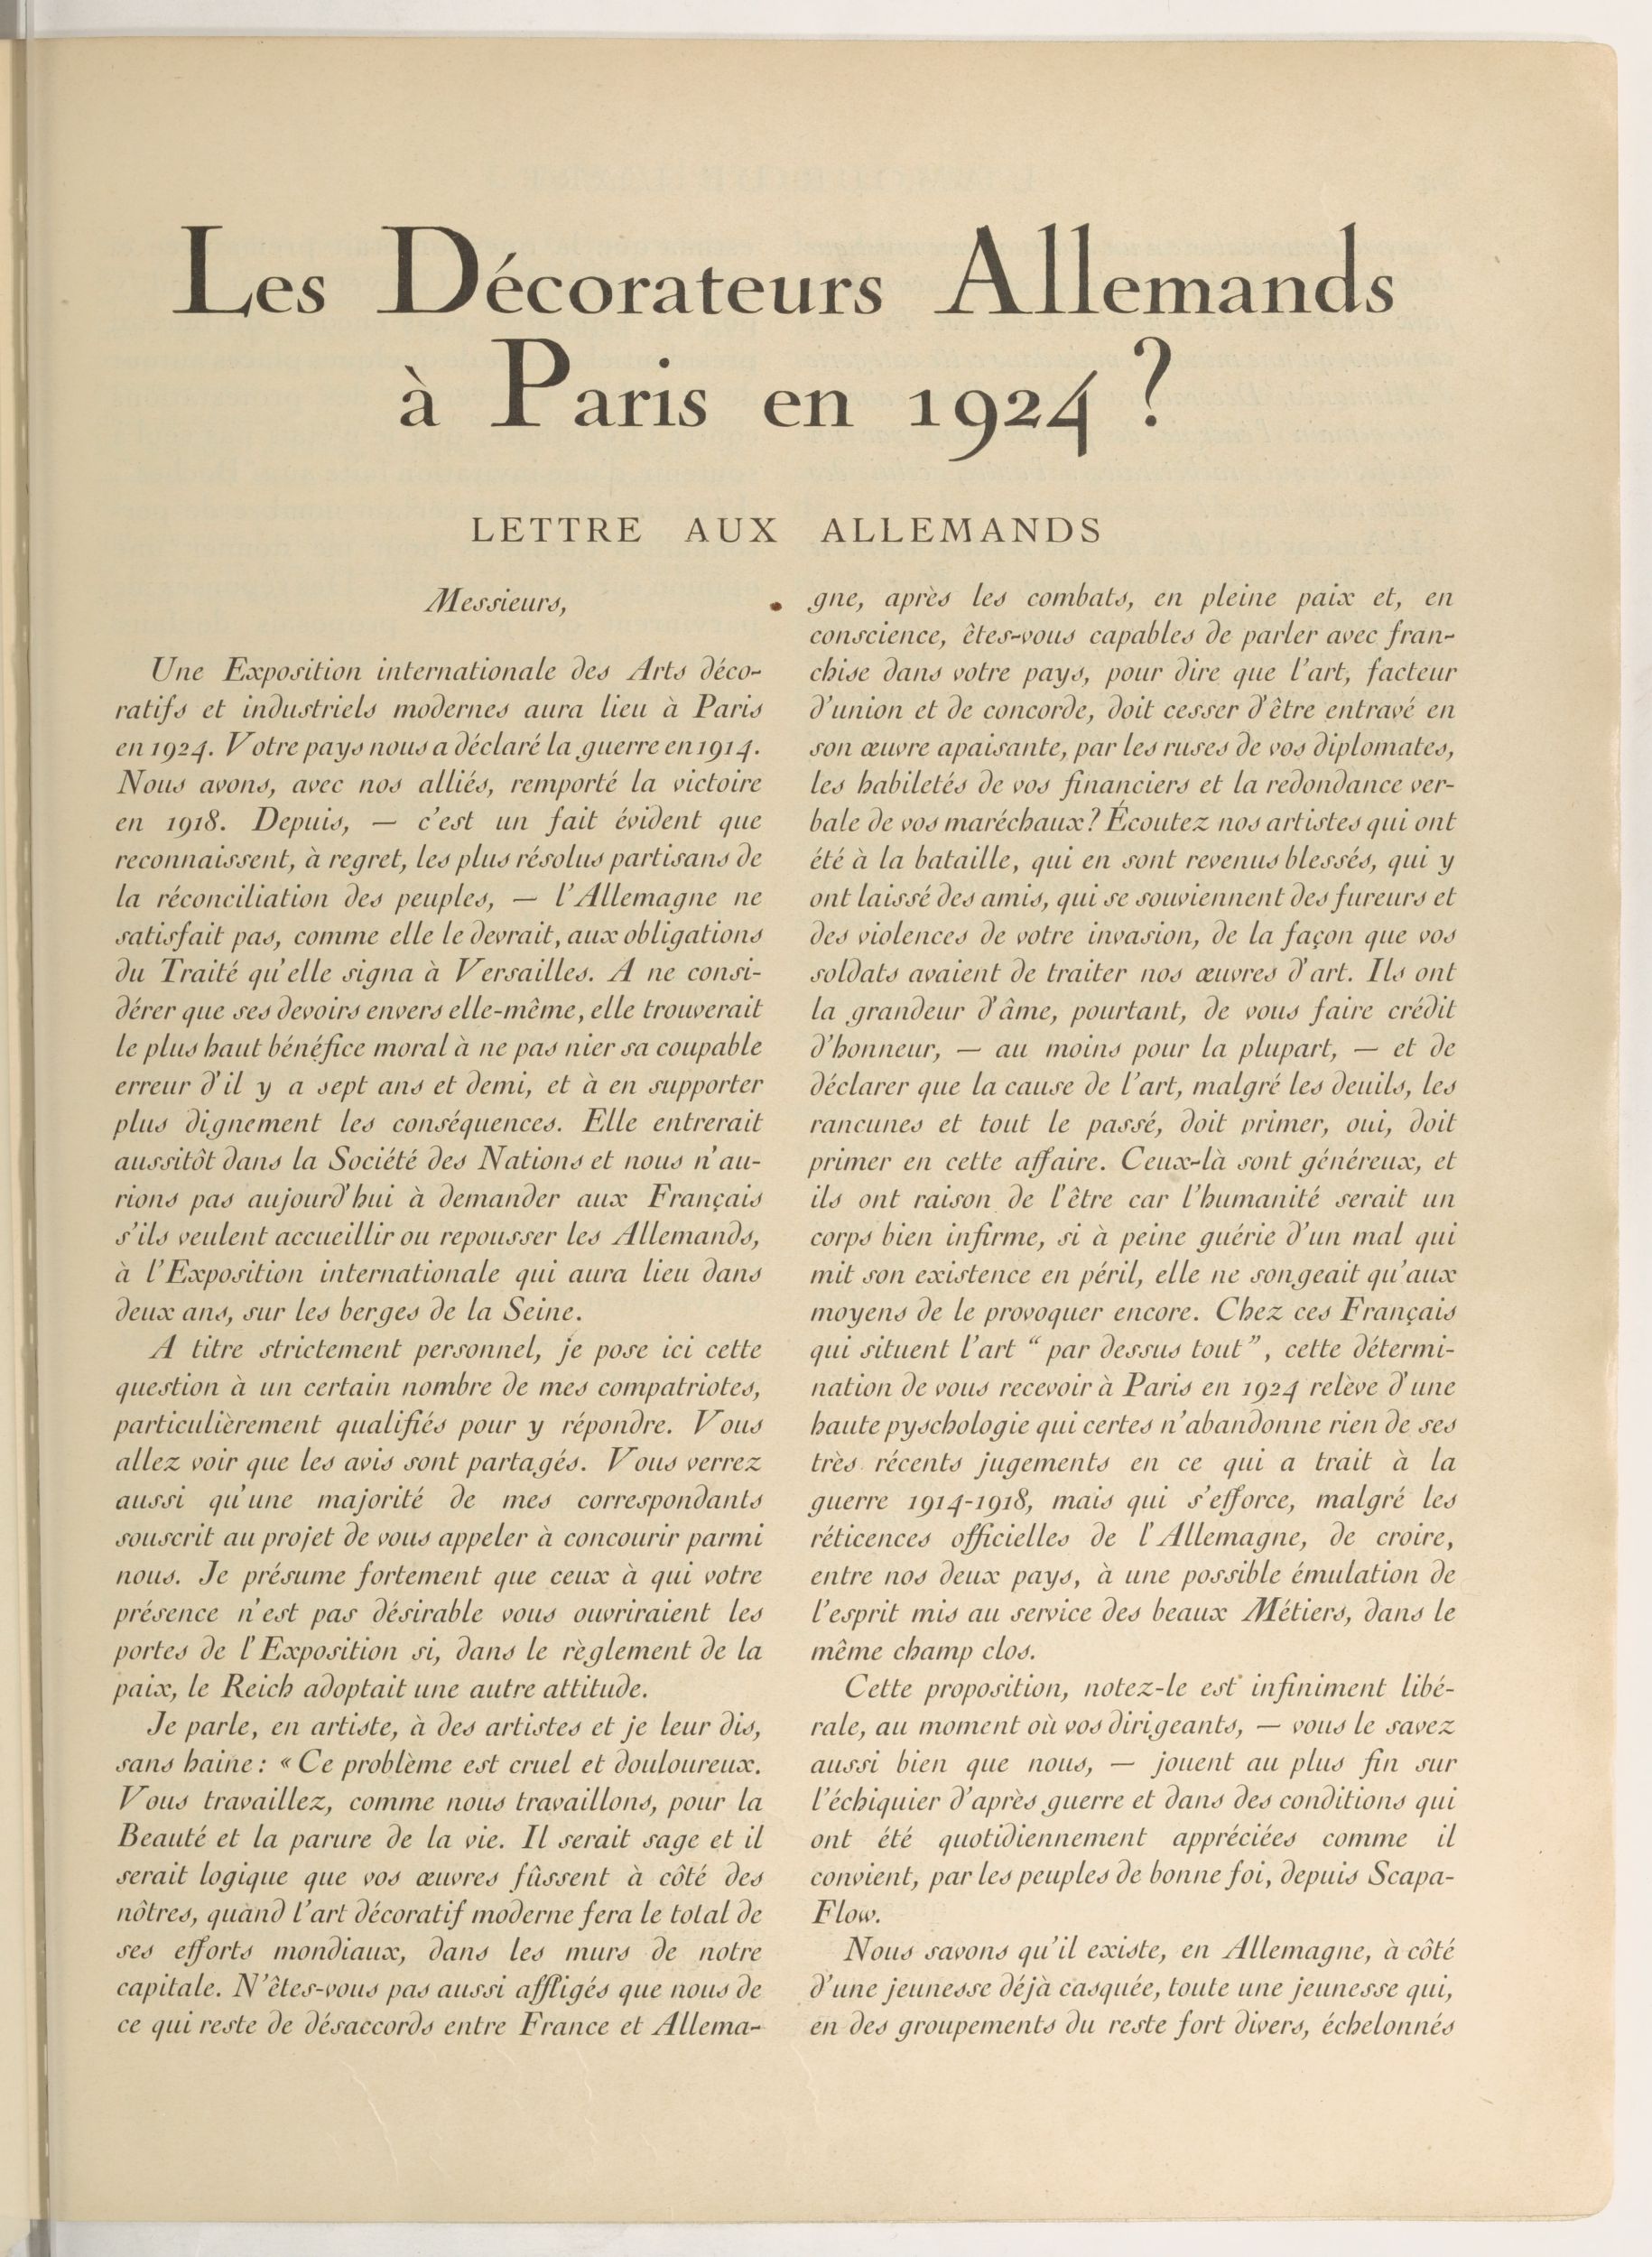 Les Décorateurs Allemands
à Paris en 1924 ?
LETTRE AUX ALLEMANDS
Messieurs,
Une Exposition internationale des Arts déco-
ratifs et industriels modernes aura lieu à Paris
en 1924. Votre pays nous a déclaré la guerre en 1914.
Nous avons, avec nos alliés, remporté la victoire
en 1918. Depuis, — c'est un fait évident que
reconnaissent, à regret, les plus résolus partisans de
la réconciliation des peuples, — l'Allemagne ne
satisfait pas, comme elle le devrait, aux obligations
du Traité qu'elle signa à Versailles. A ne consi-
dérer que ses devoirs envers elle-même, elle trouverait
le plus haut bénéfice moral à ne pas nier sa coupable
erreur d'il y a sept ans et demi, et à en supporter
plus dignement les conséquences. Elle entrerait
aussitôt dans la Société des Nations et nous n'au-
rions pas aujourd'hui à demander aux Français
s'ils veulent accueillir ou repousser les Allemands,
à l'Exposition internationale qui aura lieu dans
deux ans, sur les berges de la Seine.
A titre strictement personnel, je pose ici cette
question à un certain nombre de mes compatriotes,
particulièrement qualifiés pour y répondre. Vous
allez voir que les avis sont partagés. Vous verrez
aussi qu'une majorité de mes correspondants
souscrit au projet de vous appeler à concourir parmi
nous. Je présume fortement que ceux à qui votre
présence n'est pas désirable vous ouvriraient les
portes de l'Exposition si, dans le règlement de la
paix, le Reich adoptait une autre attitude.
Je parle, en artiste, à des artistes et je leur dis,
sans haine : « Ce problème est cruel et douloureux.
Vous travaillez, comme nous travaillons, pour la
Beauté et la parure de la vie. Il serait sage et il
serait logique que vos œuvres fûssent à côté des
nôtres, quand l'art décoratif moderne fera le total de
ses efforts mondiaux, dans les murs de notre
capitale. N'êtes-vous pas aussi affligés que nous de
ce qui reste de désaccords entre France et Allema-
gne, après les combats, en pleine paix et, en
conscience, êtes-vous capables de parler avec fran-
chise dans votre pays, pour dire que l'art, facteur
d'union et de concorde, doit cesser d'être entravé en
son œuvre apaisante, par les ruses de vos diplomates,
les habiletés de vos financiers et la redondance ver-
bale de vos maréchaux ? Écoutez nos artistes qui ont
été à la bataille, qui en sont revenus blessés, qui y
ont laissé des amis, qui se souviennent des fureurs et
des violences de votre invasion, de la façon que vos
soldats avaient de traiter nos œuvres d'art. Ils ont
la grandeur d'âme, pourtant, de vous faire crédit
d'honneur, — au moins pour la plupart, — et de
déclarer que la cause de l'art, malgré les deuils, les
rancunes et tout le passé, doit primer, oui, doit
primer en cette affaire. Ceux-là sont généreux, et
ils ont raison de l'être car l'humanité serait un
corps bien infirme, si à peine guérie d'un mal qui
mit son existence en péril, elle ne songeait qu'aux
moyens de le provoquer encore. Chez ces Français
qui situent l'art “ par dessus tout ”, cette détermi-
nation de vous recevoir à Paris en 1924 relève d'une
haute pyschologie qui certes n'abandonne rien de ses
très récents jugements en ce qui a trait à la
guerre 1914-1918, mais qui s'efforce, malgré les
réticences officielles de l'Allemagne, de croire,
entre nos deux pays, à une possible émulation de
l'esprit mis au service des beaux Métiers, dans le
même champ clos.
Cette proposition, notez-le est infiniment libé-
rale, au moment où vos dirigeants, — vous le savez
aussi bien que nous, — jouent au plus fin sur
l'échiquier d'après guerre et dans des conditions qui
ont été quotidiennement appréciées comme il
convient, par les peuples de bonne foi, depuis Scapa-
Flow.
Nous savons qu'il existe, en Allemagne, à côté
d'une jeunesse déjà casquée, toute une jeunesse qui,
en des groupements du reste fort divers, échelonnés